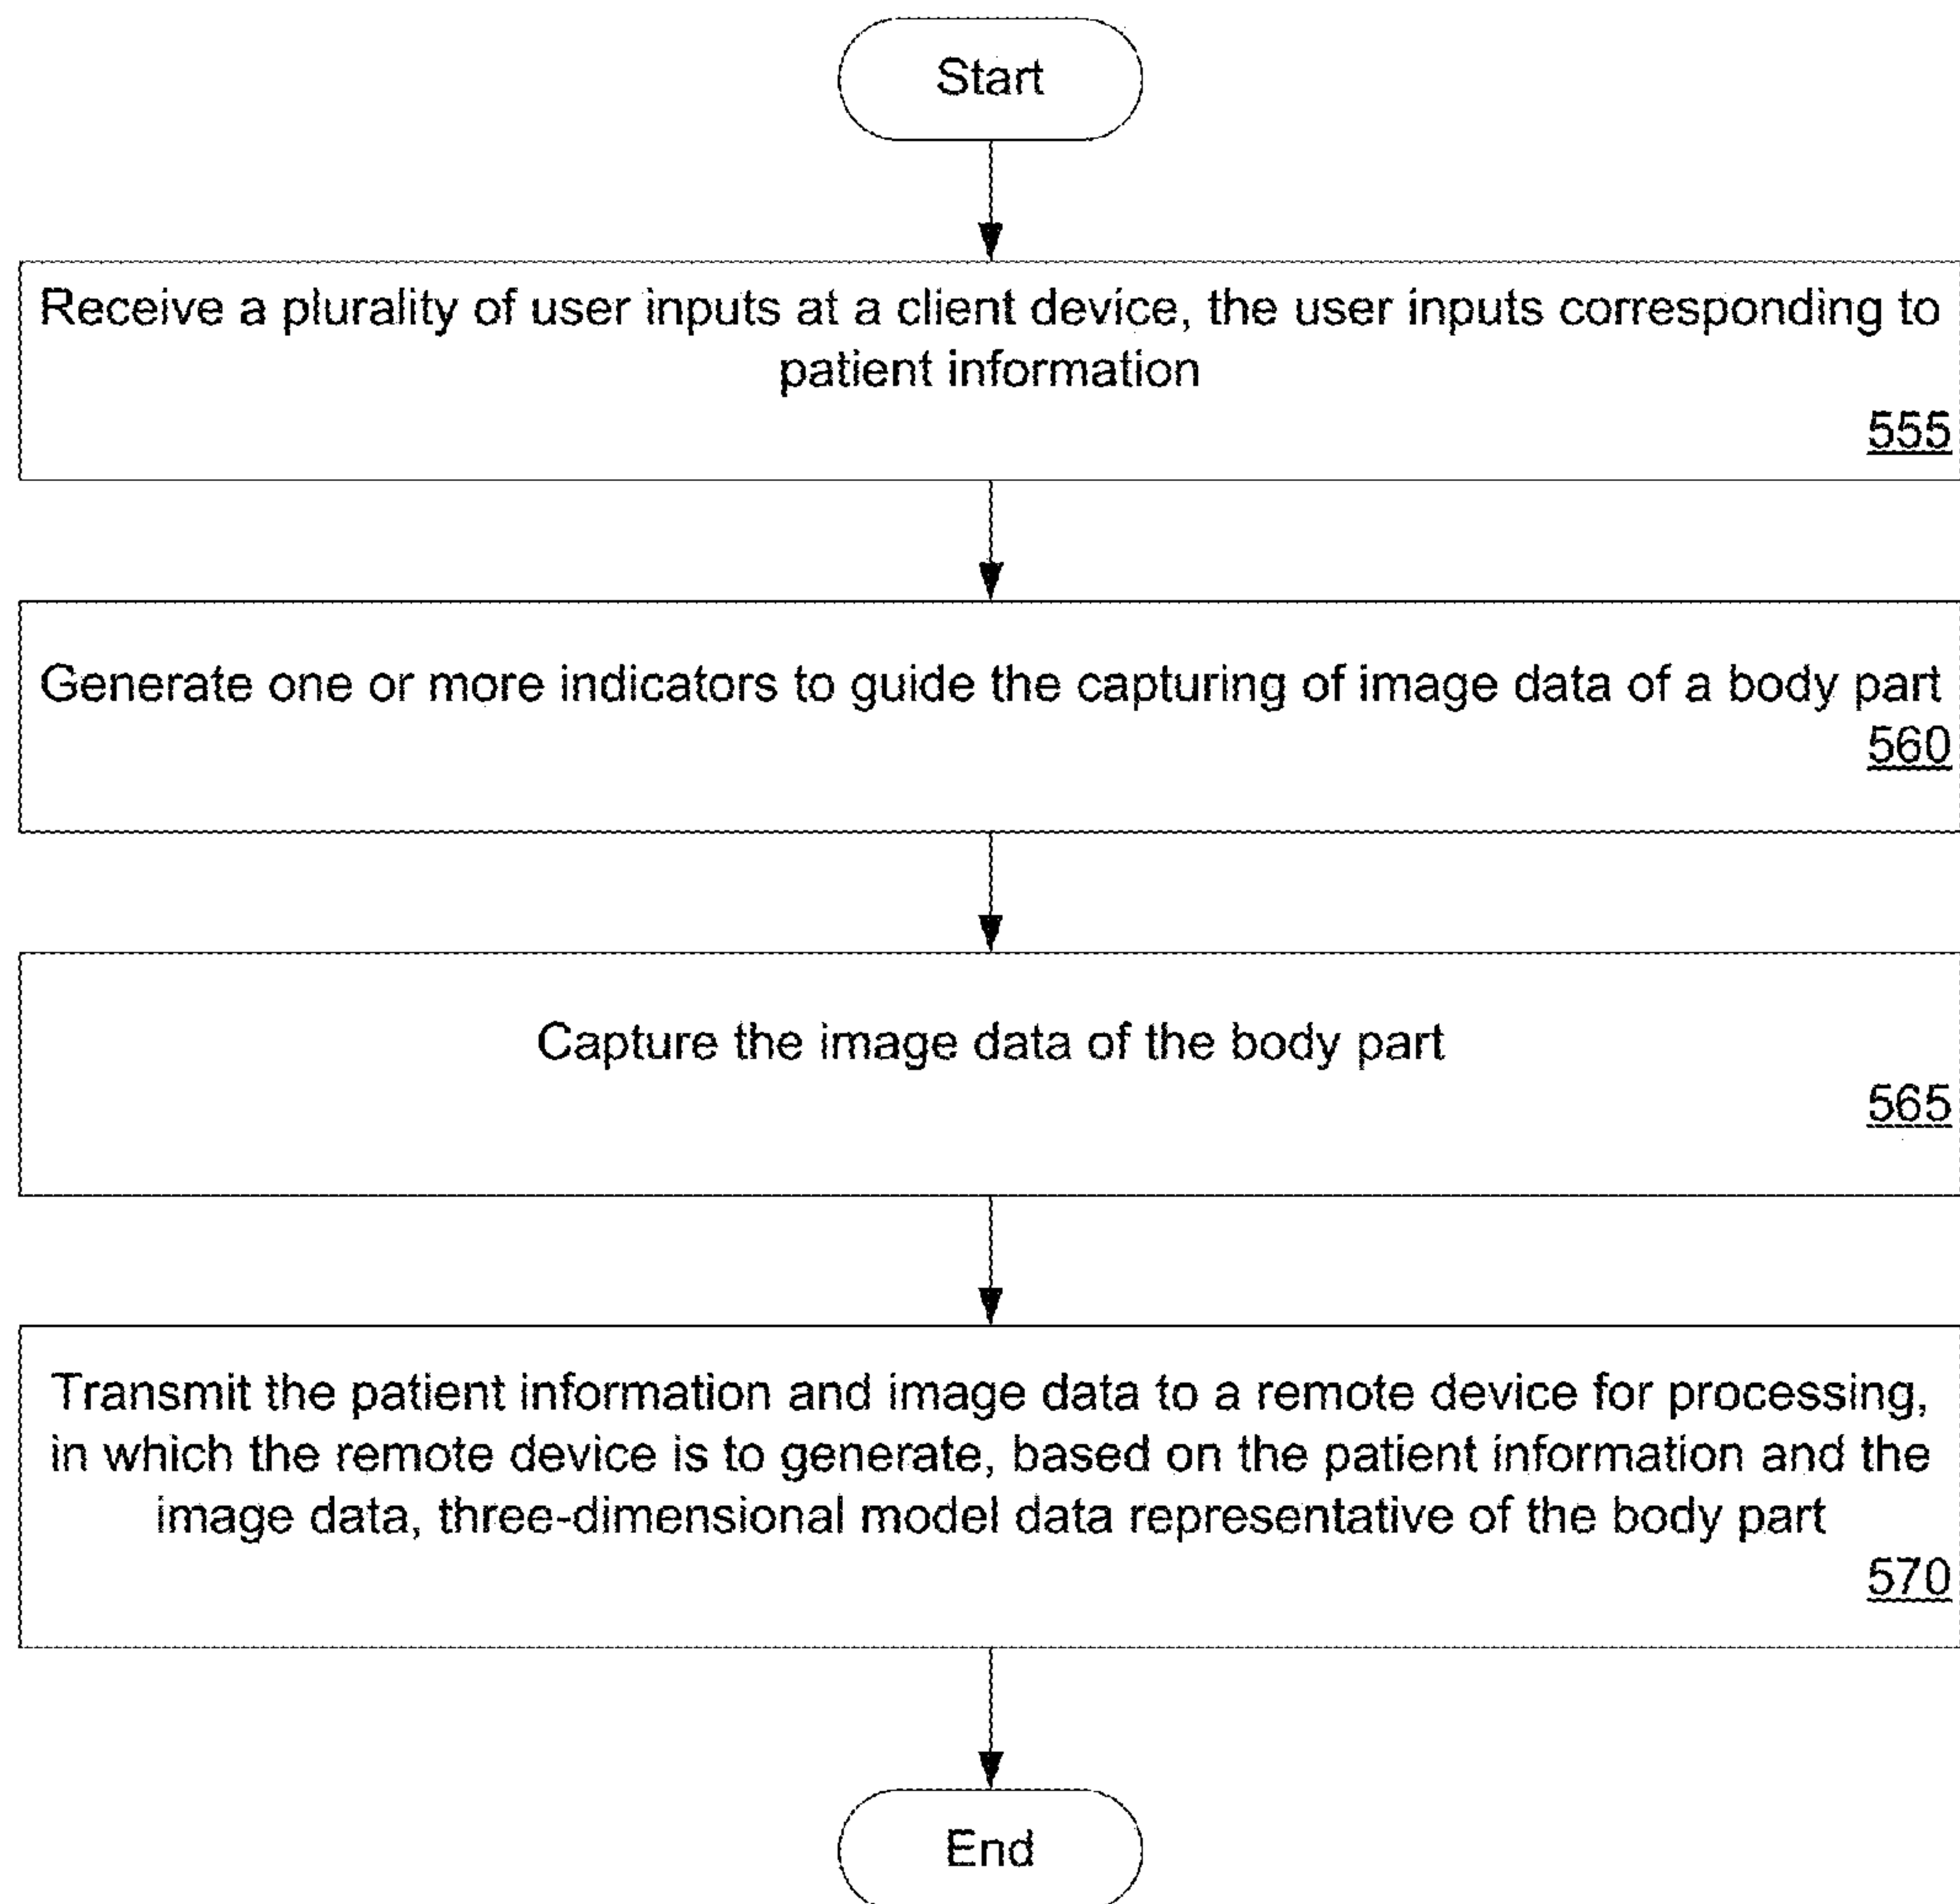 Start
Receive a plurality of user inputs at a client device, the user inputs corresponding to
patient information
555
Generate one or more indicators to guide the capturing of image data of a body part
560
Capture the image data of the body part
565
Transmit the patient information and image data to a remote device for processing,
in which the remote device is to generate, based on the patient information and the
image data, three-dimensional model data representative of the body part
570
End